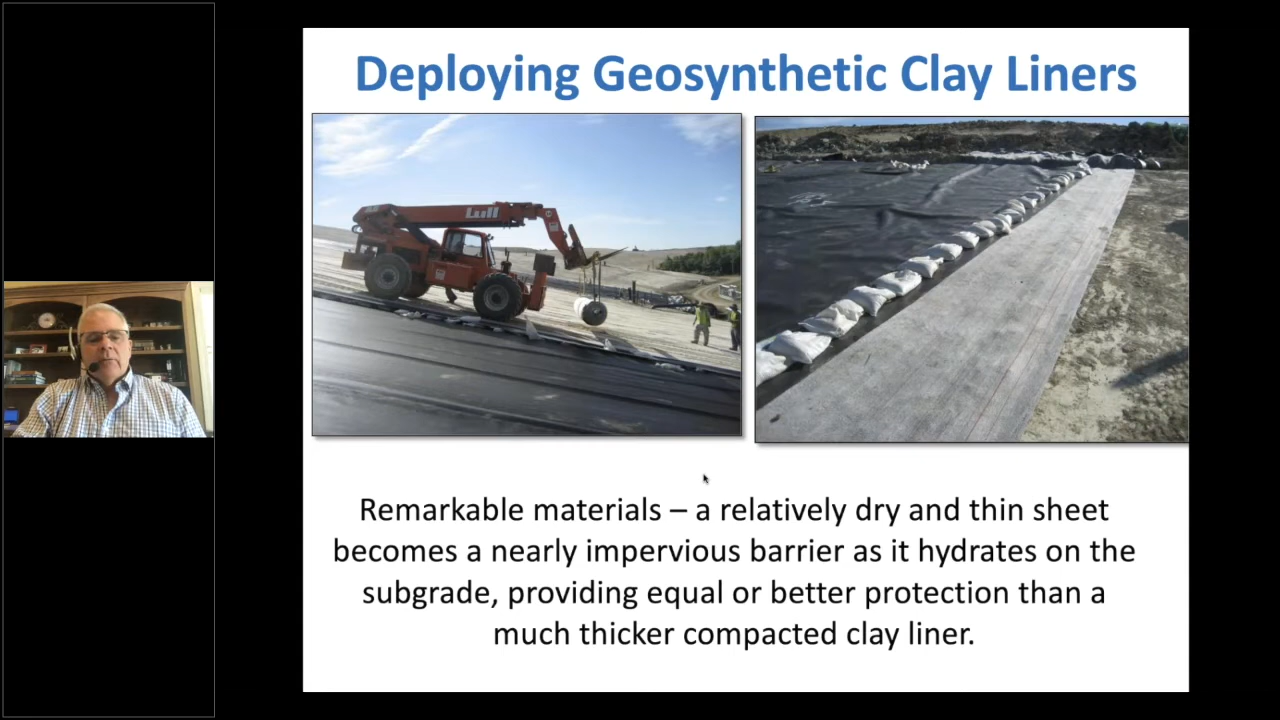 Deploying Geosynthetic Clay Liners
Lull
Remarkable materials – a relatively dry and thin sheet
becomes a nearly impervious barrier as it hydrates on the
subgrade, providing equal or better protection than a
much thicker compacted clay liner.